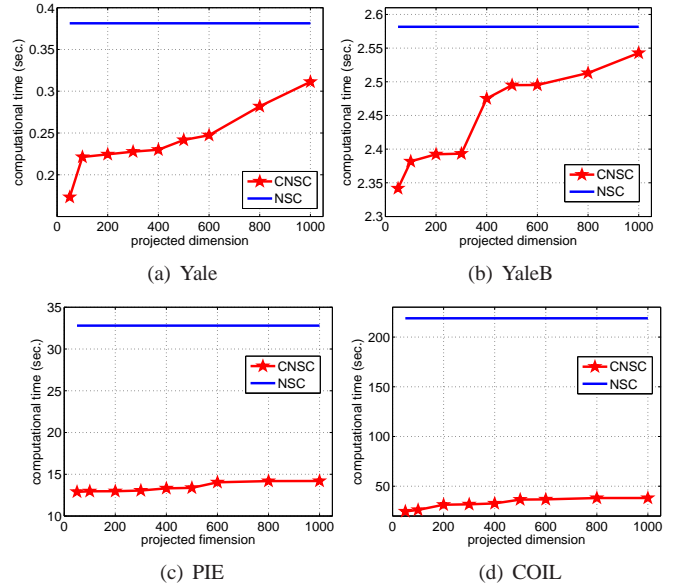 0.4
0.35
0.3
0.25
0.2
computational time (sec.)
0 200 400 600 800 1000
projected dimension
CNSC
NSC
(a) Yale
2.6
2.55
2.5
2.45
2.4
2.35
2.3
computational time (sec.)
0 200 400 600 800 1000
projected dimension
CNSC
NSC
(b) YaleB
35
30
25
20
15
10
computational time (sec.)
0 200 400 600 800 1000
projected fimension
CNSC
NSC
(c) PIE
200
150
100
50
computational time (sec.)
0 200 400 600 800 1000
projected dimension
CNSC
NSC
(d) COIL